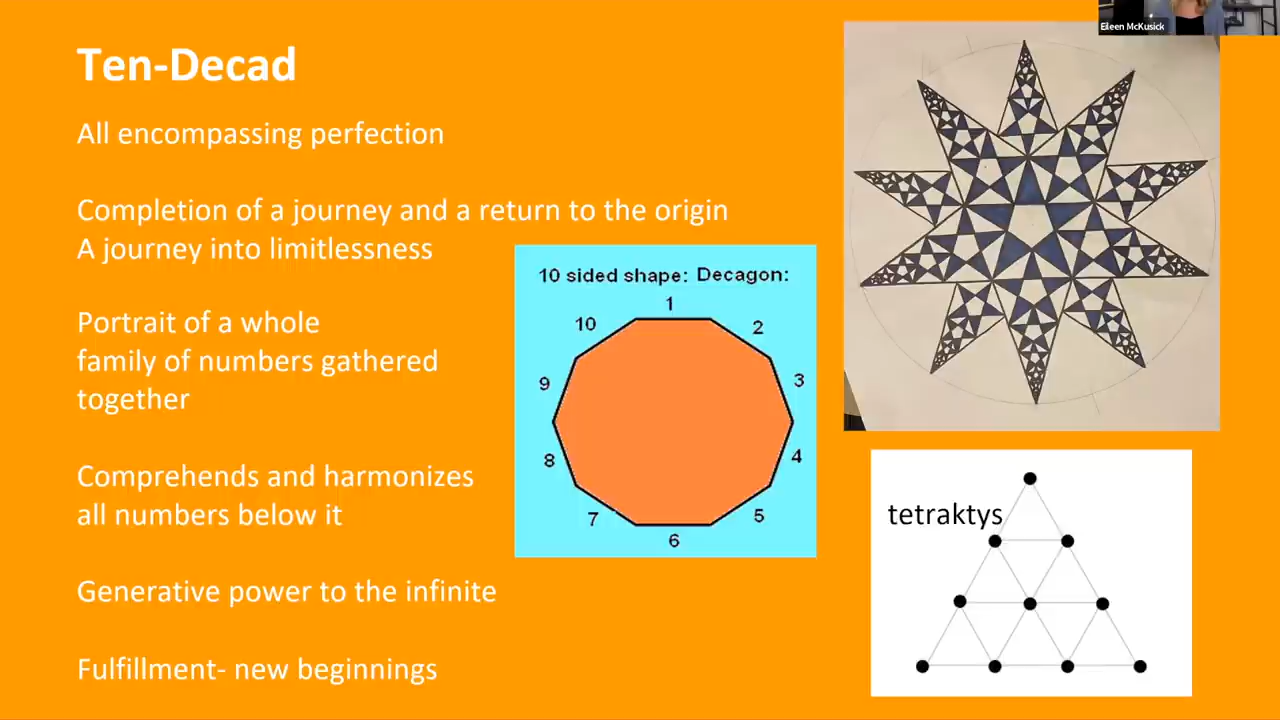 Ten-Decad
All encompassing perfection
Completion of a journey and a return to the origin
A journey into limitlessness
Portrait of a whole
family of numbers gathered
together
Comprehends and harmonizes
all numbers below it
Generative power to the infinite
Fulfillment- new beginnings
10 sided shape: Decagon:
1
2
3
4
5
6
7
8
9
10
Eileen McKusick
tetraktys